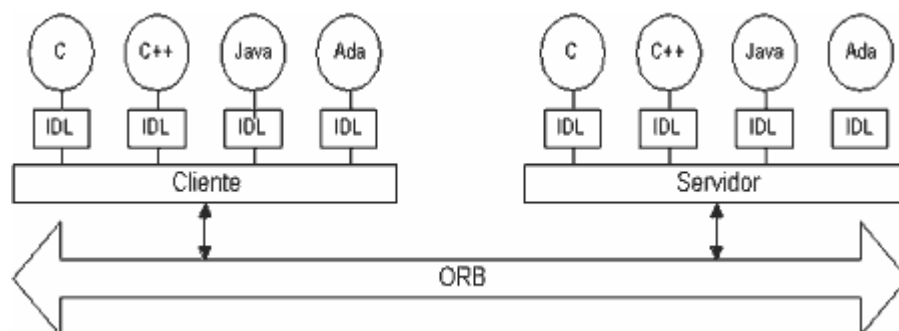 C C++ Java Ada C C++ Java Ada
IDL IDL IDL IDL IDL IDL IDL IDL
Cliente Servidor
ORB